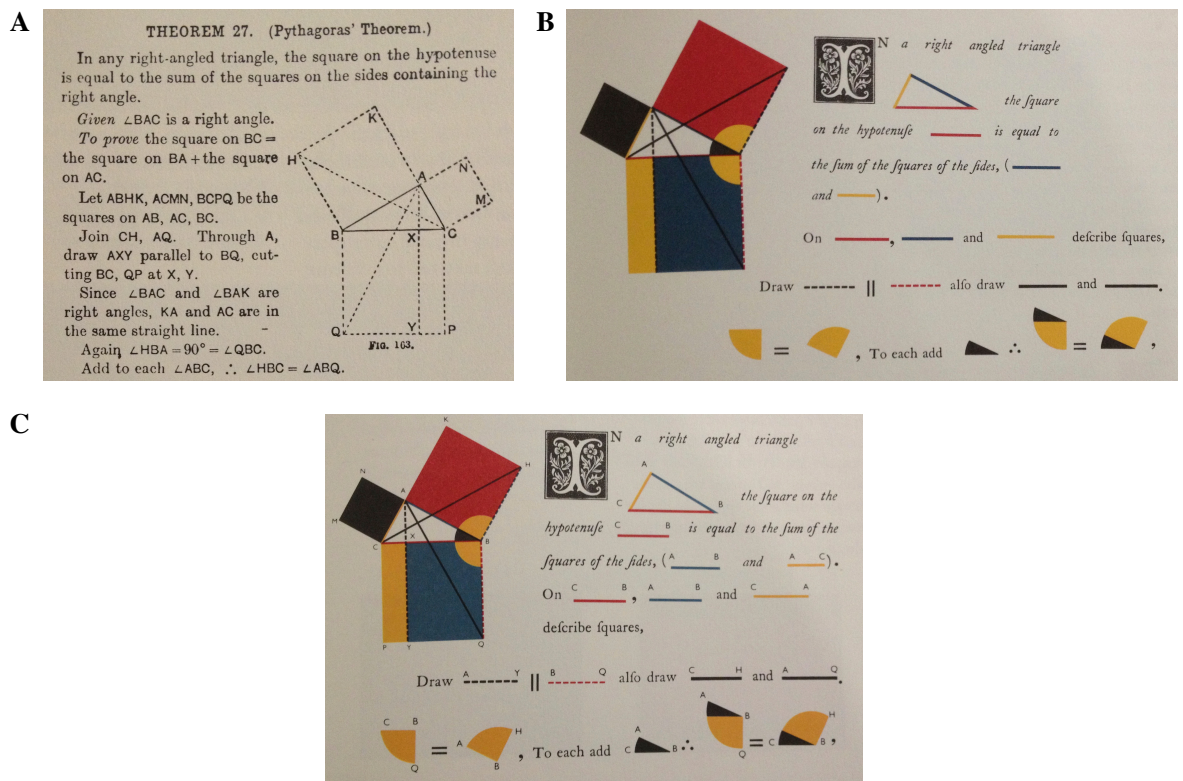 A
THEOREM 27. (Pythagoras' Theorem.)
In any right-angled triangle, the square on the hypotenuse
is equal to the sum of the squares on the sides containing the
right angle.
Given ∠BAC is a right angle.
To prove the square on BC =
the square on BA + the square
on AC.
Let ABHK, ACMN, BCPQ be the
squares on AB, AC, BC.
Join CH, AQ. Through A,
draw AXY parallel to BQ, cut-
ting BC, QP at X, Y.
Since ∠BAC and ∠BAK are
right angles, KA and AC are in
the same straight line.
Again ∠HBA = 90° = ∠QBC.
Add to each ∠ABC, ∴ ∠HBC = ∠ABQ.
K
H
A
N
M
B
X
C
Q
Y
P
FIG. 163.
B
IN a right angled triangle
the ſquare
on the hypotenuſe is equal to
the ſum of the ſquares of the ſides, (
and ).
On , and deſcribe ſquares,
Draw || alſo draw and .
= , To each add ∴ = ,
C
K
H
N
A
M
C
X
B
P
Y
Q
IN a right angled triangle
A
C B
the ſquare on the
C B
hypotenuſe is equal to the ſum of the
A B A C
ſquares of the ſides, ( and ).
C B A B C A
On , and
deſcribe ſquares,
A Y B Q C H A Q
Draw || alſo draw and .
C B Q
=
A H B
, To each add
A C B
∴
A B Q
=
H C B
,